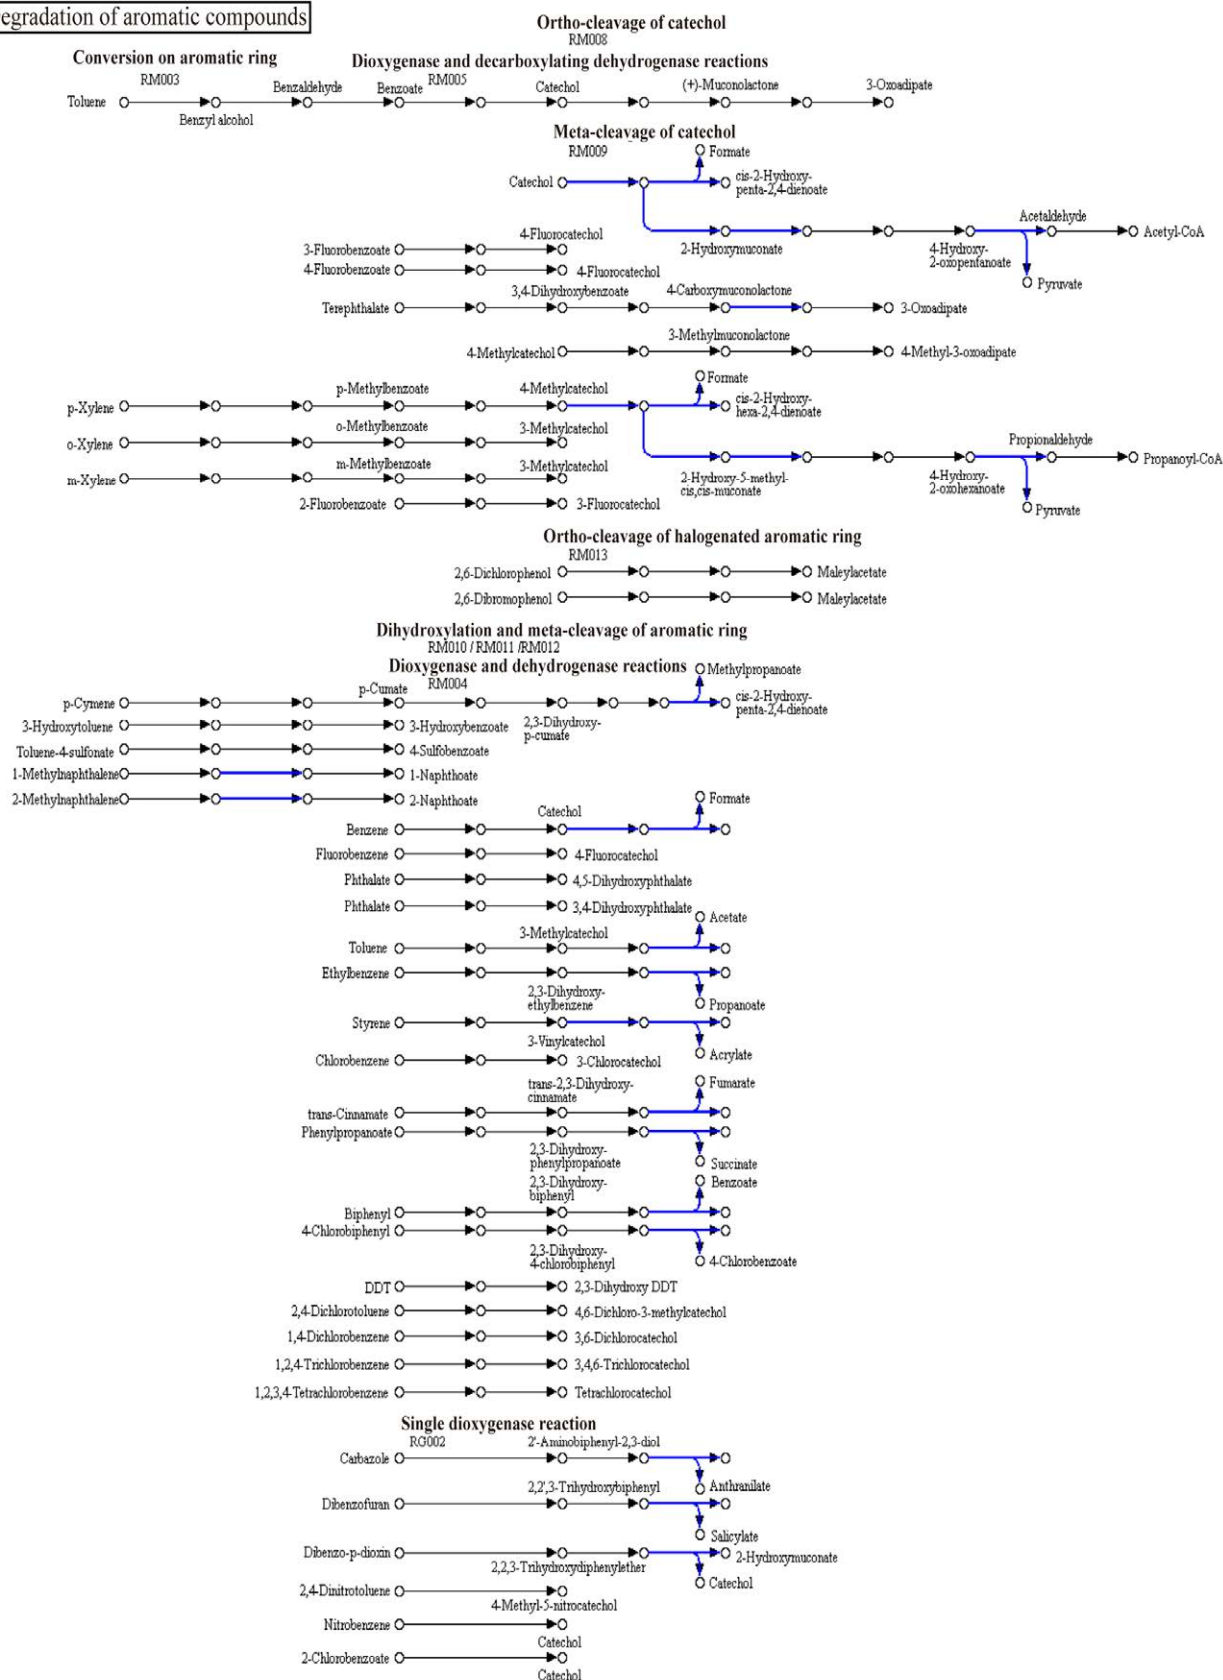 egradation of aromatic compounds
Ortho-cleavage of catechol
RM008
Conversion on aromatic ring
Dioxygenase and decarboxylating dehydrogenase reactions
RM003
Benzaldehyde
Benzoate
RM005
Catechol
(+)-Muconolactone
3-Oxoadipate
Toluene
Benzyl alcohol
Meta-cleavage of catechol
RM009
Formate
Catechol
cis-2-Hydroxy-
penta-2,4-dienoate
Acetaldehyde
Acetyl-CoA
4-Fluorocatechol
2-Hydroxymuconate
4-Hydroxy-
2-oxopentanoate
3-Fluorobenzoate
4-Fluorobenzoate
4-Fluorocatechol
Pyruvate
3,4-Dihydroxybenzoate
4-Carboxymuconolactone
Terephthalate
3-Oxoadipate
3-Methylmuconolactone
4-Methylcatechol
4-Methyl-3-oxoadipate
Formate
p-Methylbenzoate
4-Methylcatechol
cis-2-Hydroxy-
hexa-2,4-dienoate
p-Xylene
o-Methylbenzoate
3-Methylcatechol
o-Xylene
Propionaldehyde
Propanoyl-CoA
m-Methylbenzoate
3-Methylcatechol
m-Xylene
2-Hydroxy-5-methyl-
cis,cis-muconate
4-Hydroxy-
2-oxohexanoate
2-Fluorobenzoate
3-Fluorocatechol
Pyruvate
Ortho-cleavage of halogenated aromatic ring
RM013
2,6-Dichlorophenol
Maleylacetate
2,6-Dibromophenol
Maleylacetate
Dihydroxylation and meta-cleavage of aromatic ring
RM010 / RM011 /RM012
Dioxygenase and dehydrogenase reactions
Methylpropanoate
p-Cumate
RM004
p-Cymene
cis-2-Hydroxy-
penta-2,4-dienoate
3-Hydroxytoluene
3-Hydroxybenzoate
2,3-Dihydroxy-
p-cumate
Toluene-4-sulfonate
4-Sulfobenzoate
1-Methylnaphthalene
1-Naphthoate
2-Methylnaphthalene
2-Naphthoate
Formate
Catechol
Benzene
Fluorobenzene
4-Fluorocatechol
Phthalate
4,5-Dihydroxyphthalate
Phthalate
3,4-Dihydroxyphthalate
Acetate
3-Methylcatechol
Toluene
Ethylbenzene
2,3-Dihydroxy-
ethylbenzene
Propanoate
Styrene
3-Vinylcatechol
Acrylate
Chlorobenzene
3-Chlorocatechol
trans-2,3-Dihydroxy-
cinnamate
Fumarate
trans-Cinnamate
Phenylpropanoate
2,3-Dihydroxy-
phenylpropanoate
Succinate
2,3-Dihydroxy-
biphenyl
Benzoate
Biphenyl
4-Chlorobiphenyl
2,3-Dihydroxy-
4-chlorobiphenyl
4-Chlorobenzoate
DDT
2,3-Dihydroxy DDT
2,4-Dichlorotoluene
4,6-Dichloro-3-methylcatechol
1,4-Dichlorobenzene
3,6-Dichlorocatechol
1,2,4-Trichlorobenzene
3,4,6-Trichlorocatechol
1,2,3,4-Tetrachlorobenzene
Tetrachlorocatechol
Single dioxygenase reaction
RG002
2'-Aminobiphenyl-2,3-diol
Carbazole
Anthranilate
2,2',3-Trihydroxybiphenyl
Dibenzofuran
Salicylate
Dibenzo-p-dioxin
2-Hydroxymuconate
2,2,3-Trihydroxydiphenylether
Catechol
2,4-Dinitrotoluene
4-Methyl-5-nitrocatechol
Nitrobenzene
Catechol
2-Chlorobenzoate
Catechol